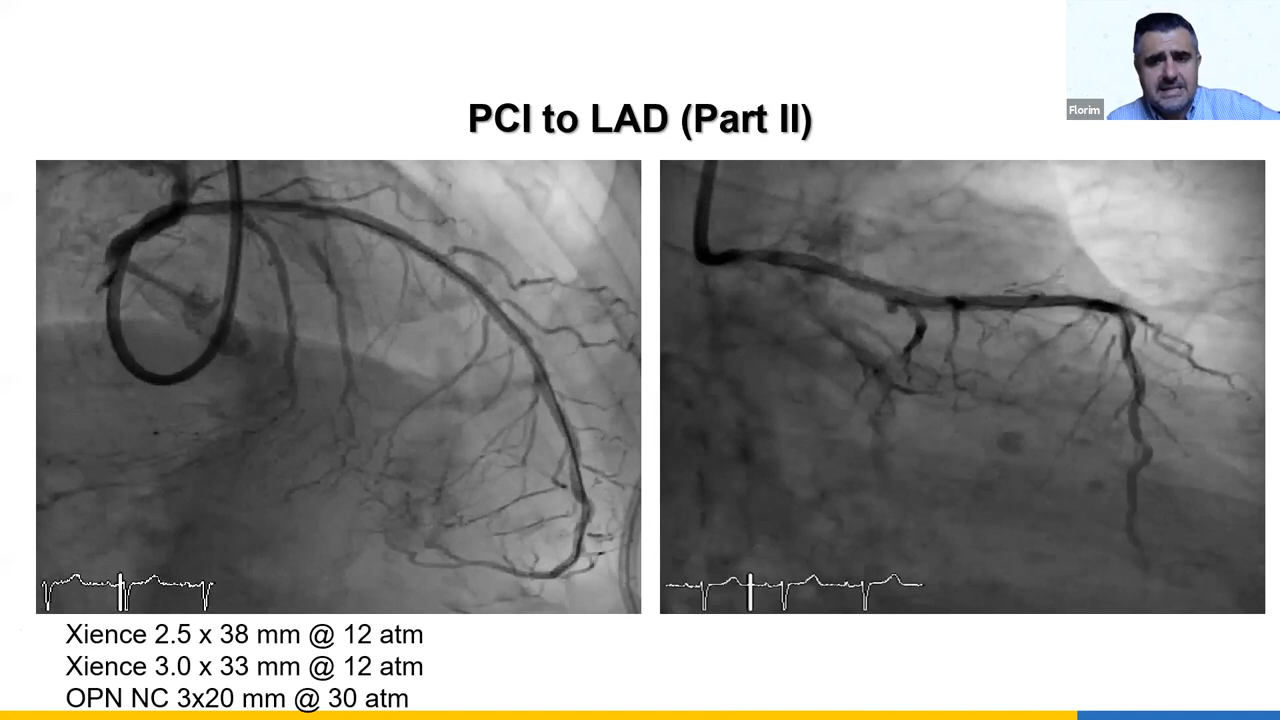 Florim
PCI to LAD (Part II)
Xience 2.5 x 38 mm @ 12 atm
Xience 3.0 x 33 mm @ 12 atm
OPN NC 3x20 mm @ 30 atm